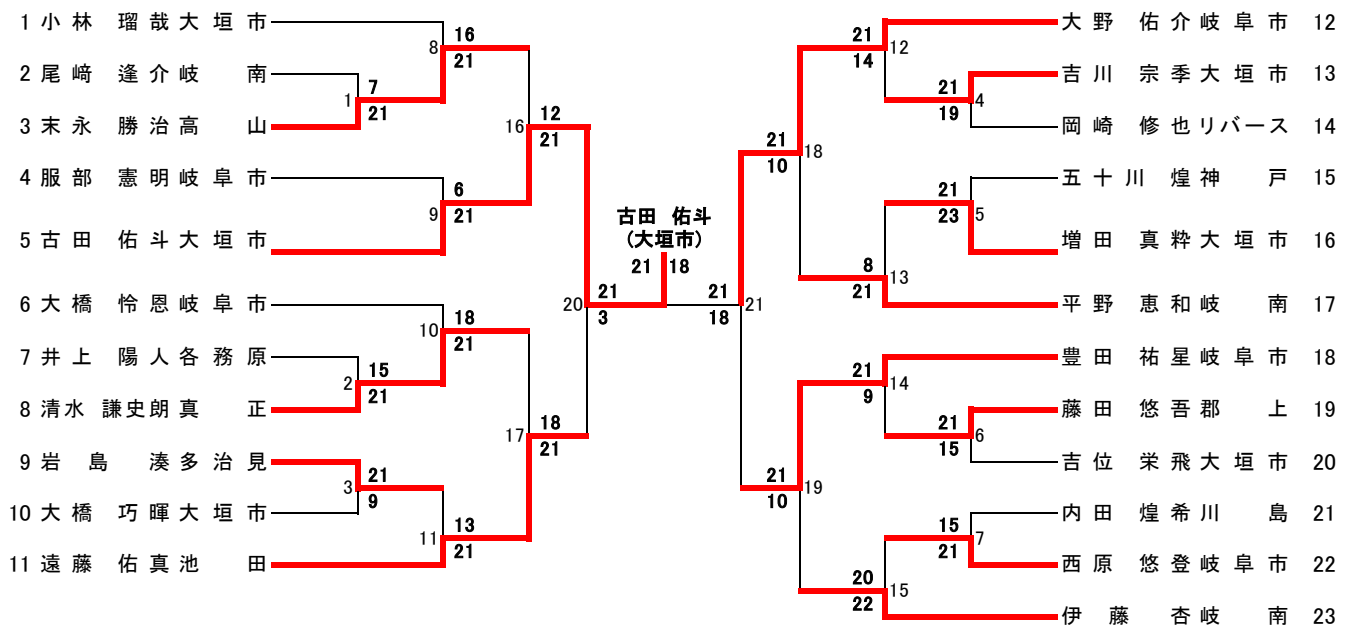 1 小林 瑠哉 大垣市
2 尾﨑 逢介 岐南
3 末永 勝治 高山
4 服部 憲明 岐阜市
5 古田 佑斗 大垣市
6 大橋 怜恩 岐阜市
7 井上 陽人 各務原
8 清水 謙史朗 真正
9 岩島 湊 多治見
10 大橋 巧暉 大垣市
11 遠藤 佑真 池田
8
16
21
1
7
21
16
12
21
9
6
21
10
18
21
2
15
21
17
18
21
3
21
9
11
13
21
20
21
3
古田 佑斗
(大垣市)
21 18
21
18
21
21
10
18
21
14
12
21
19
4
21
23
5
8
21
13
21
9
14
21
15
6
21
10
19
15
21
7
20
22
15
大野 佑介 岐阜市 12
吉川 宗季 大垣市 13
岡崎 修也 リバース 14
五十川 煌 神戸 15
増田 真粋 大垣市 16
平野 恵和 岐南 17
豊田 祐星 岐阜市 18
藤田 悠吾 郡上 19
吉位 栄飛 大垣市 20
内田 煌希 川島 21
西原 悠登 岐阜市 22
伊藤 杏 岐南 23